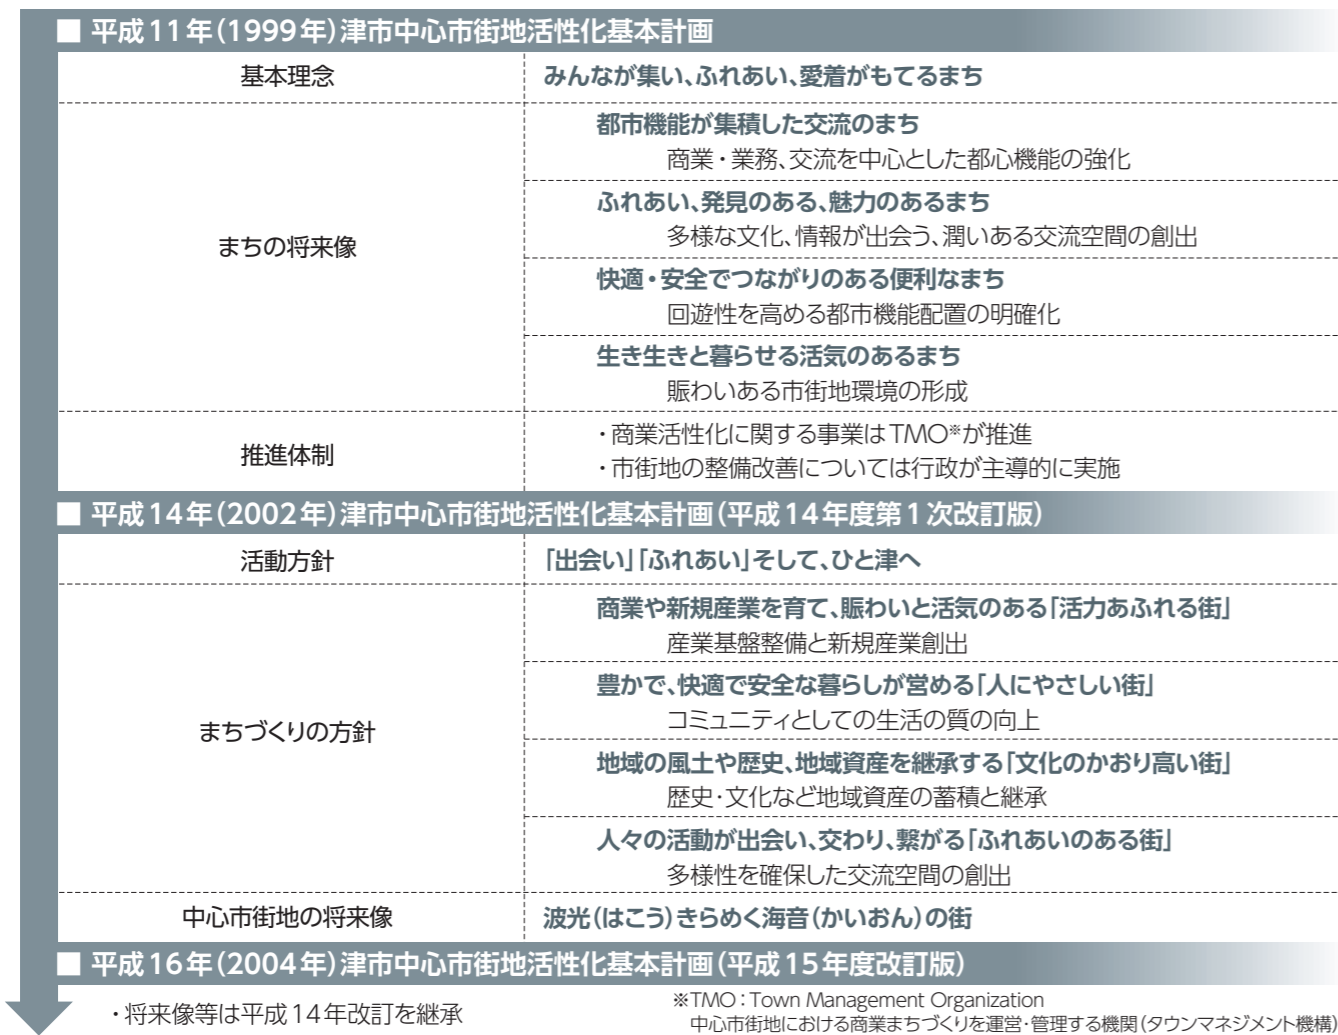 ■ 平成11年(1999年)津市中心市街地活性化基本計画
基本理念
みんなが集い、ふれあい、愛着がもてるまち
まちの将来像
都市機能が集積した交流のまち
商業・業務、交流を中心とした都心機能の強化
ふれあい、発見のある、魅力のあるまち
多様な文化、情報が出会う、潤いある交流空間の創出
快適・安全でつながりのある便利なまち
回遊性を高める都市機能配置の明確化
生き生きと暮らせる活気のあるまち
賑わいある市街地環境の形成
推進体制
・商業活性化に関する事業はTMO※が推進
・市街地の整備改善については行政が主導的に実施
■ 平成14年(2002年)津市中心市街地活性化基本計画(平成14年度第1次改訂版)
活動方針
「出会い」「ふれあい」そして、ひと津へ
まちづくりの方針
商業や新規産業を育て、賑わいと活気のある「活力あふれる街」
産業基盤整備と新規産業創出
豊かで、快適で安全な暮らしが営める「人にやさしい街」
コミュニティとしての生活の質の向上
地域の風土や歴史、地域資産を継承する「文化のかおり高い街」
歴史・文化など地域資産の蓄積と継承
人々の活動が出会い、交わり、繋がる「ふれあいのある街」
多様性を確保した交流空間の創出
中心市街地の将来像
波光(はこう)きらめく海音(かいおん)の街
■ 平成16年(2004年)津市中心市街地活性化基本計画(平成15年度改訂版)
・将来像等は平成14年改訂を継承
※TMO:Town Management Organization
中心市街地における商業まちづくりを運営・管理する機関(タウンマネジメント機構)